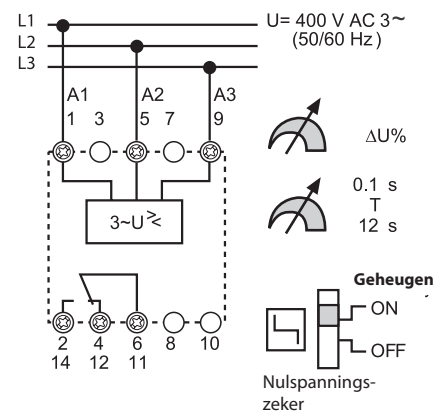 L1
L2
L3
U= 400 V AC 3~
(50/60 Hz)
A1 A2 A3
1 3 5 7 9
ΔU%
0.1 s
T
12 s
3~U ><
Geheugen
ON
OFF
2 4 6 8 10
14 12 11
Nulspannings-
zeker